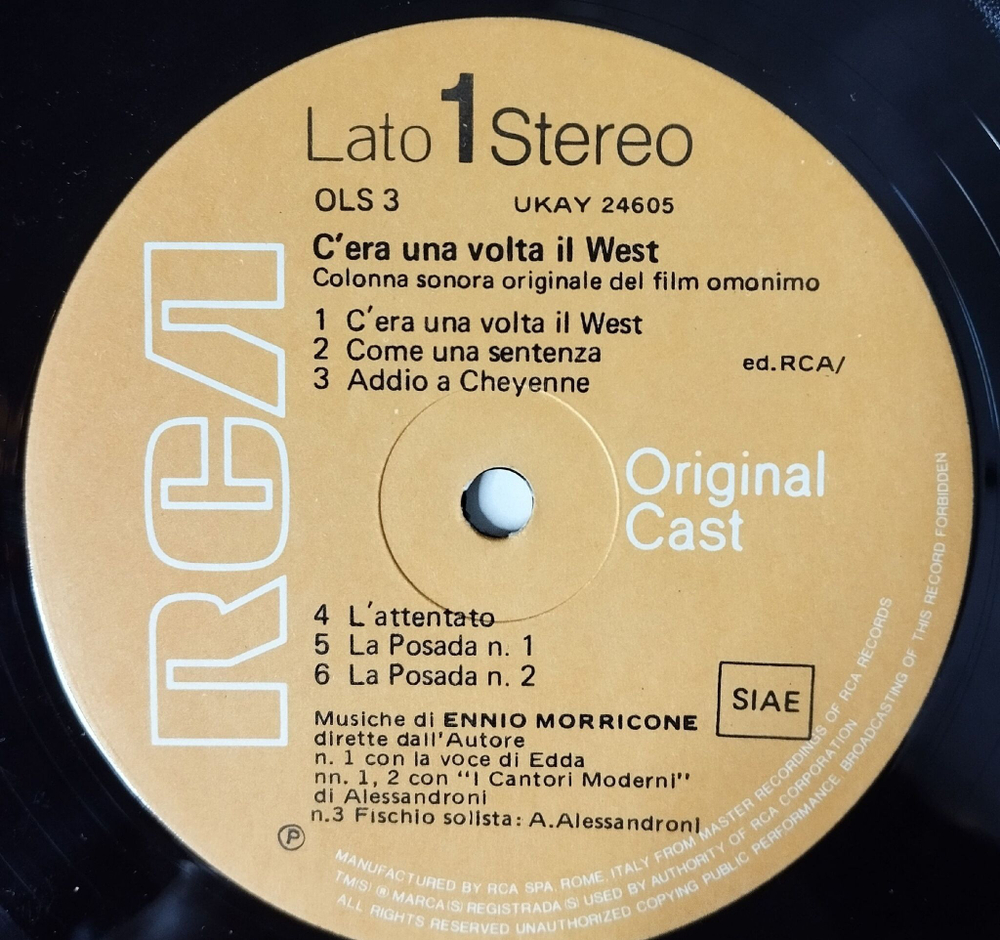 Lato 1 Stereo
OLS 3 UKAY 24605
C'era una volta il West
Colonna sonora originale del film omonimo
1 C'era una volta il West
2 Come una sentenza
3 Addio a Cheyenne
ed.RCA/
RCA
Original
Cast
4 L'attentato
5 La Posada n. 1
6 La Posada n. 2
SIAE
Musiche di ENNIO MORRICONE
dirette dall'Autore
n. 1 con la voce di Edda
nn. 1, 2 con "I Cantori Moderni"
di Alessandroni
n.3 Fischio solista: A.Alessandroni
Ⓟ
MANUFACTURED BY RCA SPA. ROME. ITALY FROM MASTER RECORDINGS OF RCA RECORDS
TM(S) ® MARCA(S) REGISTRADA(S) USED BY AUTHORITY OF RCA CORPORATION
ALL RIGHTS RESERVED UNAUTHORIZED COPYING PUBLIC PERFORMANCE BROADCASTING OF THIS RECORD FORBIDDEN